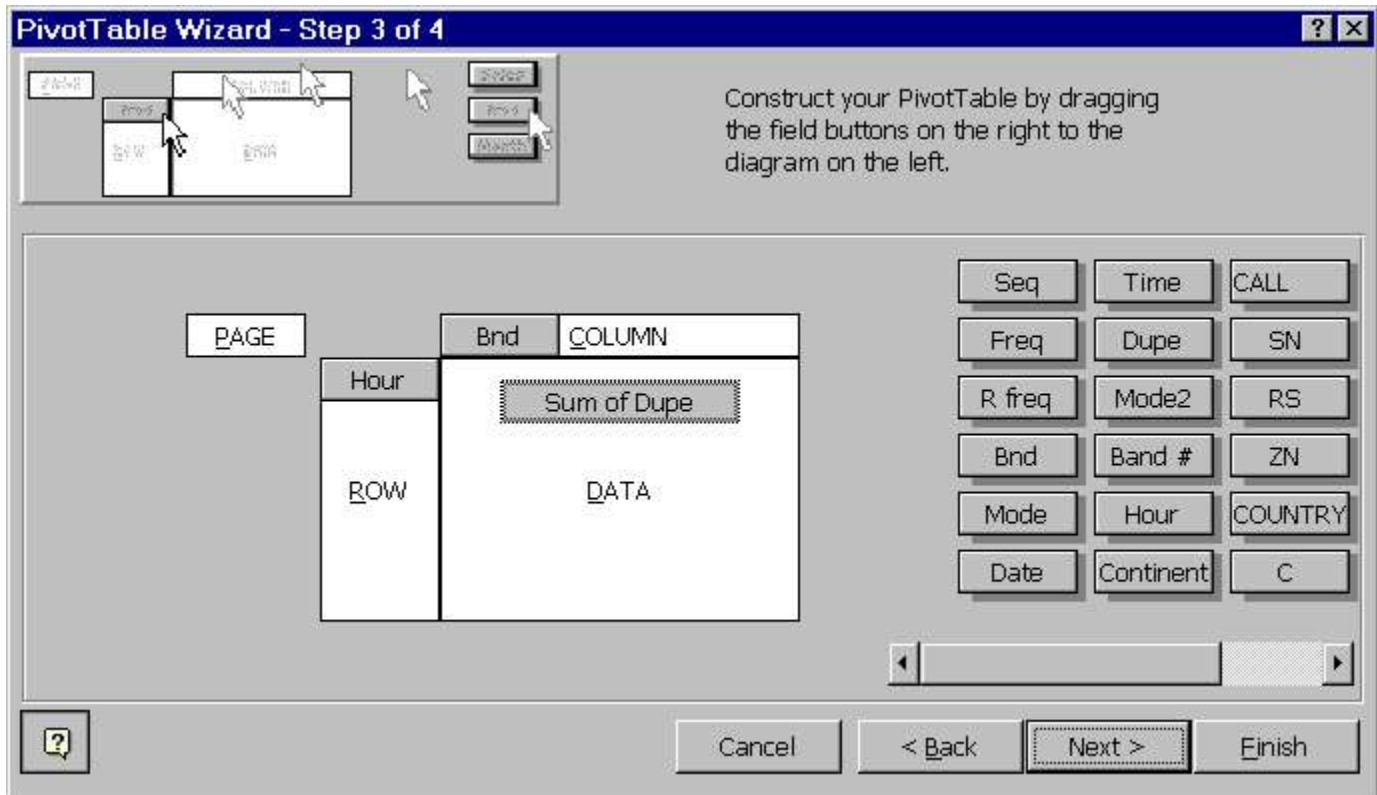 PivotTable Wizard - Step 3 of 4
Construct your PivotTable by dragging
the field buttons on the right to the
diagram on the left.
PAGE
Bnd COLUMN
Hour
Sum of Dupe
ROW DATA
Seq Time CALL
Freq Dupe SN
R freq Mode2 RS
Bnd Band # ZN
Mode Hour COUNTRY
Date Continent C
Cancel < Back Next > Finish